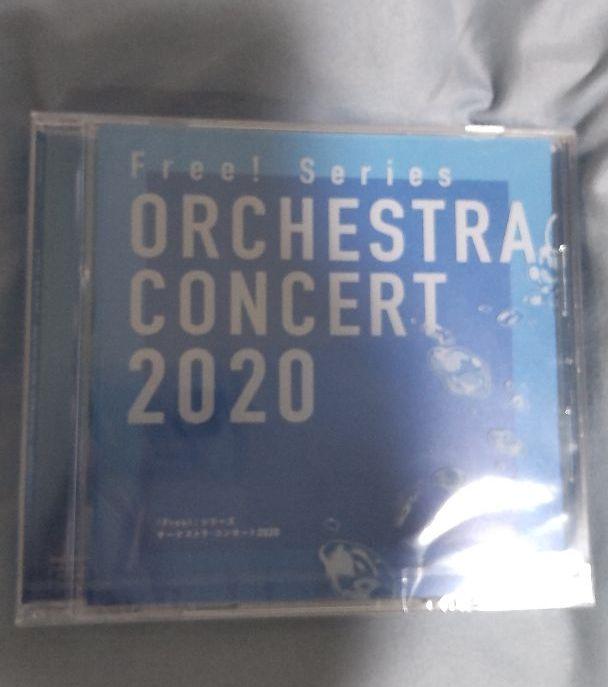 Free! Series
ORCHESTRA
CONCERT
2020
「Free!」シリーズ
オーケストラ・コンサート2020